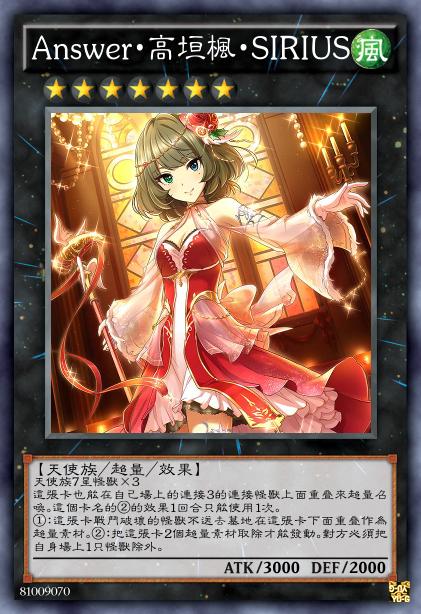 Answer・高垣楓・SIRIUS 風
【天使族/超量/效果】
天使族7星怪獸×3
這張卡也能在自己場上的連接3的連接怪獸上面重疊來超量召
喚。這個卡名的②的效果1回合只能使用1次。
①:這張卡戰鬥破壞的怪獸不送去墓地在這張卡下面重疊作為
超量素材。②:把這張卡2個超量素材取除才能發動。對方必須把
自身場上1只怪獸除外。
ATK/3000 DEF/2000
81009070